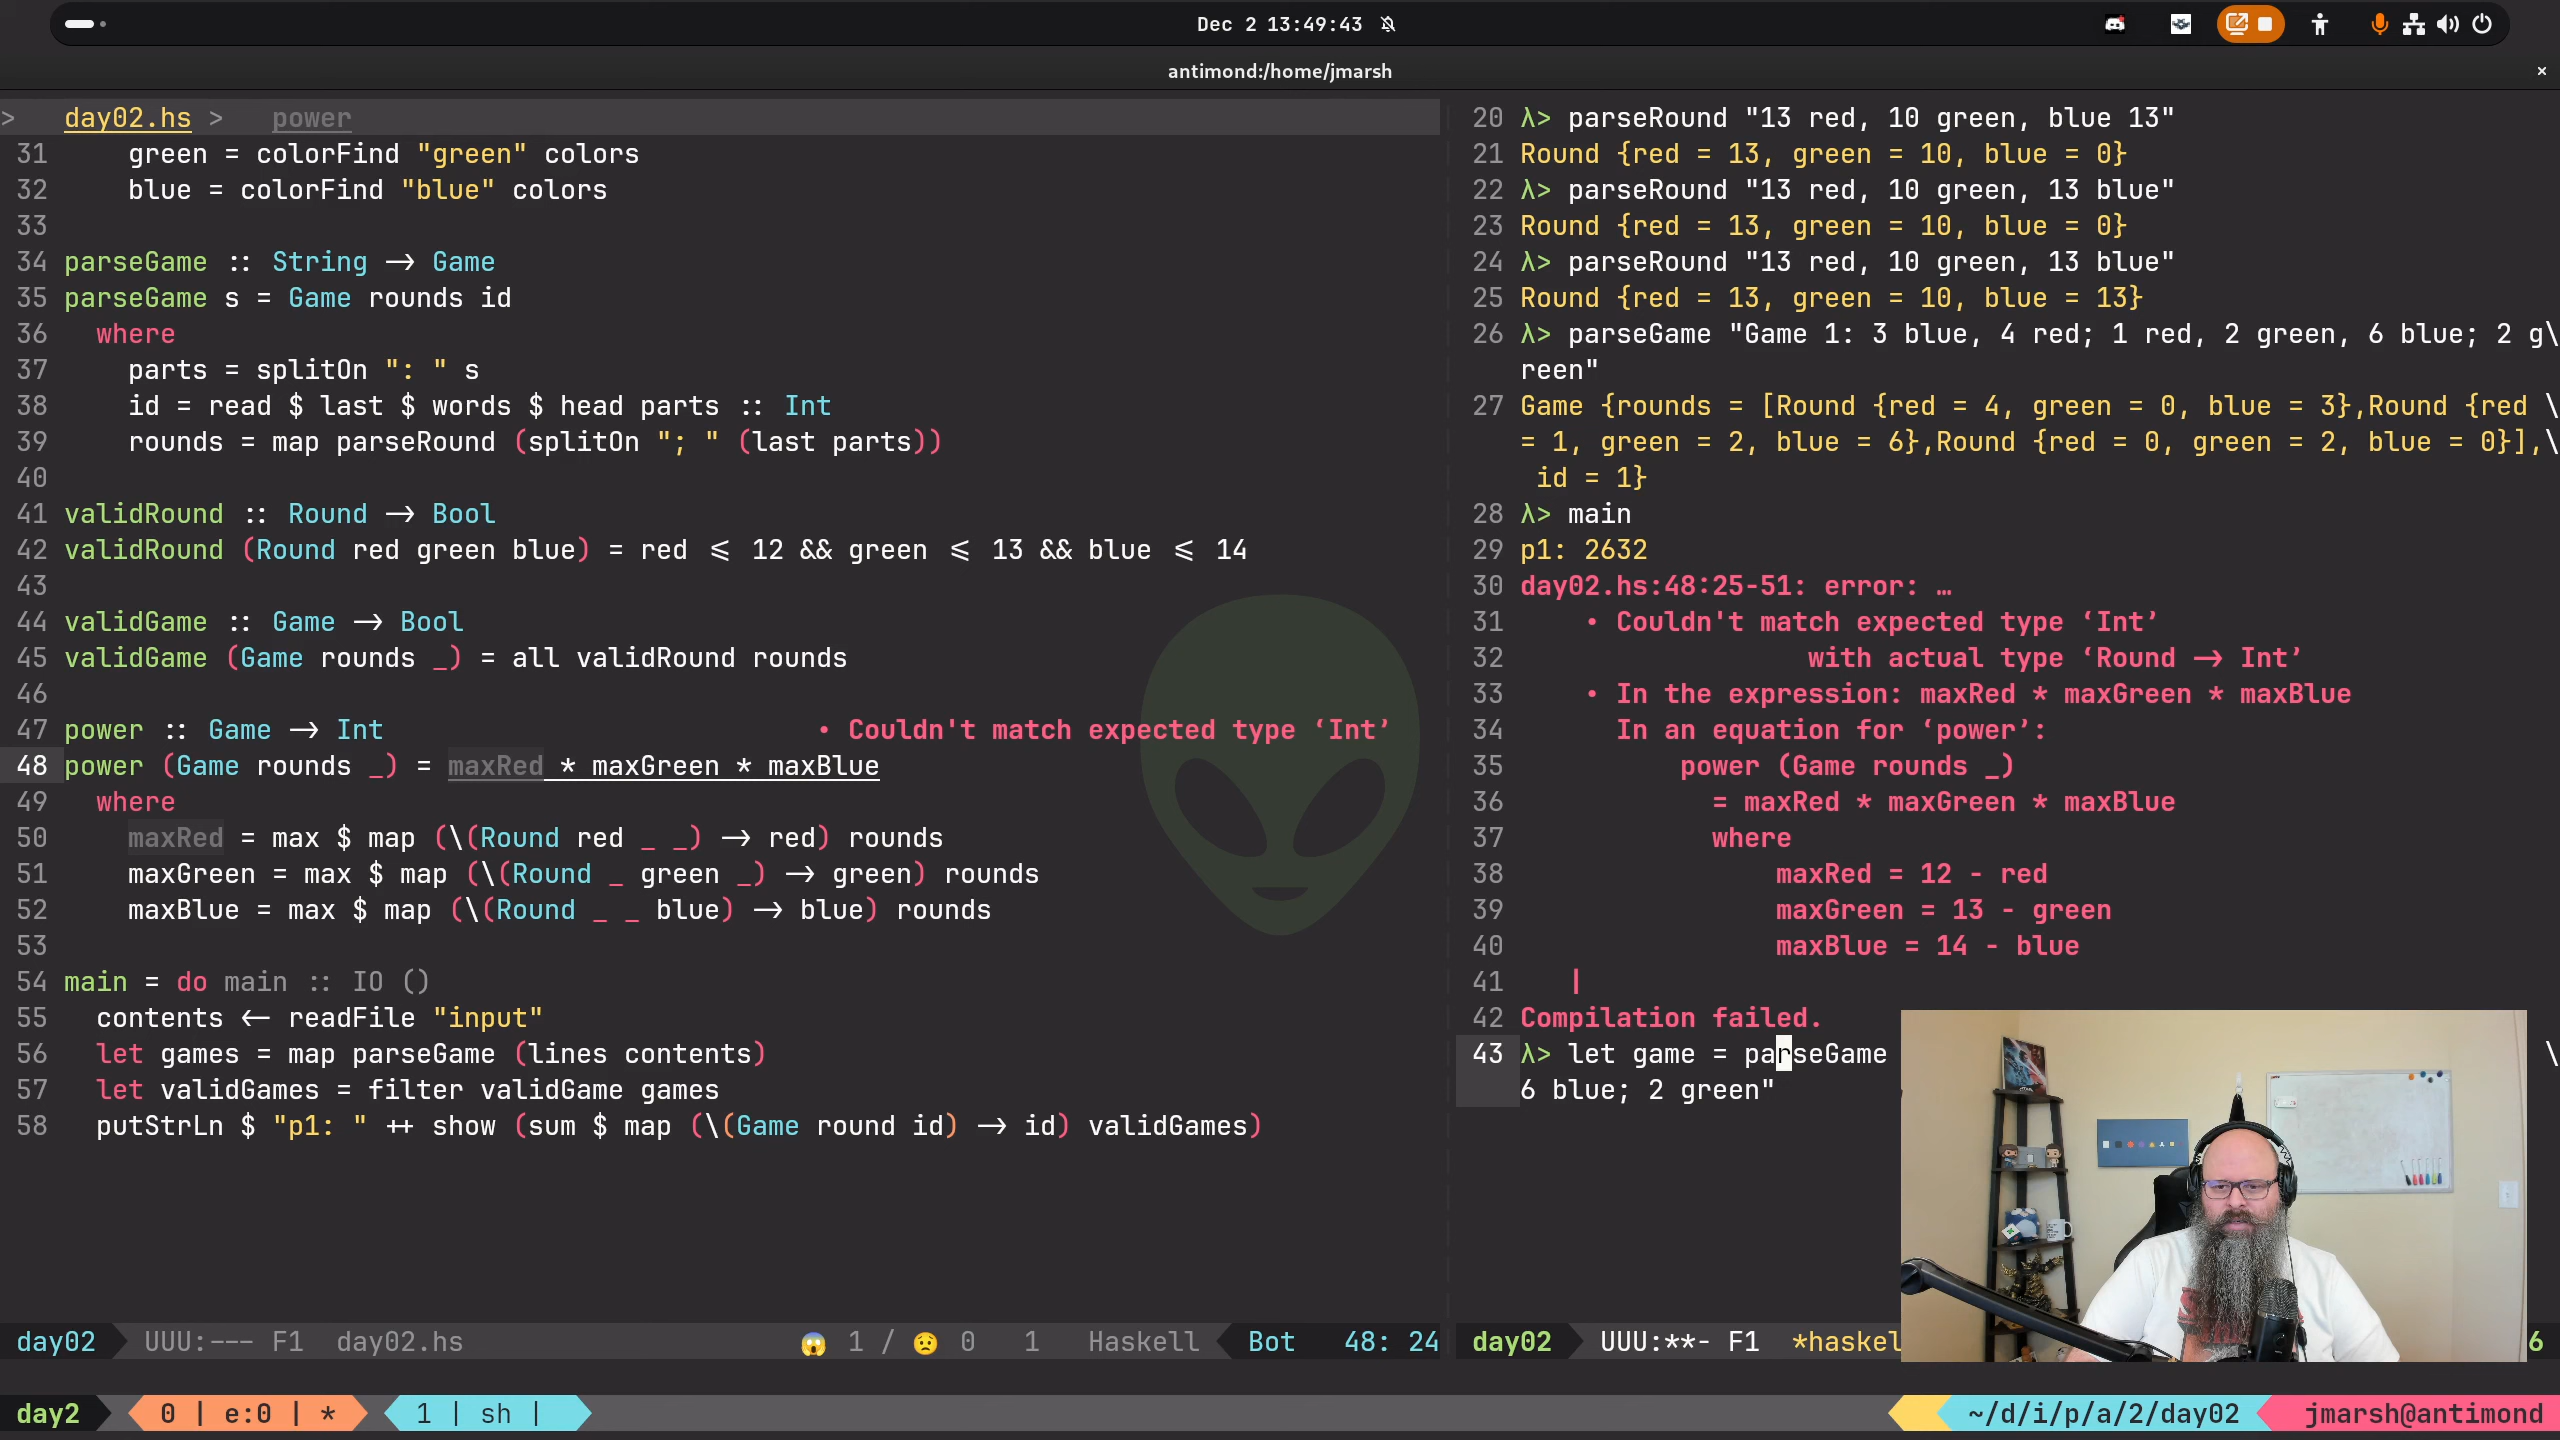 Dec 2 13:49:43
antimond:/home/jmarsh
> day02.hs > power
31 green = colorFind "green" colors
32 blue = colorFind "blue" colors
33
34 parseGame :: String -> Game
35 parseGame s = Game rounds id
36 where
37 parts = splitOn ": " s
38 id = read $ last $ words $ head parts :: Int
39 rounds = map parseRound (splitOn "; " (last parts))
40
41 validRound :: Round -> Bool
42 validRound (Round red green blue) = red <= 12 && green <= 13 && blue <= 14
43
44 validGame :: Game -> Bool
45 validGame (Game rounds _) = all validRound rounds
46
47 power :: Game -> Int • Couldn't match expected type ‘Int’
48 power (Game rounds _) = maxRed * maxGreen * maxBlue
49 where
50 maxRed = max $ map (\(Round red _ _) -> red) rounds
51 maxGreen = max $ map (\(Round _ green _) -> green) rounds
52 maxBlue = max $ map (\(Round _ _ blue) -> blue) rounds
53
54 main = do main :: IO ()
55 contents <- readFile "input"
56 let games = map parseGame (lines contents)
57 let validGames = filter validGame games
58 putStrLn $ "p1: " ++ show (sum $ map (\(Game round id) -> id) validGames)
day02 UUU:--- F1 day02.hs 😱 1 / 😟 0 1 Haskell Bot 48: 24
20 λ> parseRound "13 red, 10 green, blue 13"
21 Round {red = 13, green = 10, blue = 0}
22 λ> parseRound "13 red, 10 green, 13 blue"
23 Round {red = 13, green = 10, blue = 0}
24 λ> parseRound "13 red, 10 green, 13 blue"
25 Round {red = 13, green = 10, blue = 13}
26 λ> parseGame "Game 1: 3 blue, 4 red; 1 red, 2 green, 6 blue; 2 g\
reen"
27 Game {rounds = [Round {red = 4, green = 0, blue = 3},Round {red \
= 1, green = 2, blue = 6},Round {red = 0, green = 2, blue = 0}],\
id = 1}
28 λ> main
29 p1: 2632
30 day02.hs:48:25-51: error: …
31 • Couldn't match expected type ‘Int’
32 with actual type ‘Round -> Int’
33 • In the expression: maxRed * maxGreen * maxBlue
34 In an equation for ‘power’:
35 power (Game rounds _)
36 = maxRed * maxGreen * maxBlue
37 where
38 maxRed = 12 - red
39 maxGreen = 13 - green
40 maxBlue = 14 - blue
41 |
42 Compilation failed.
43 λ> let game = parseGame \
6 blue; 2 green"
day02 UUU:**- F1 *haskel 6
day2 0 | e:0 | * 1 | sh | ~/d/i/p/a/2/day02 jmarsh@antimond